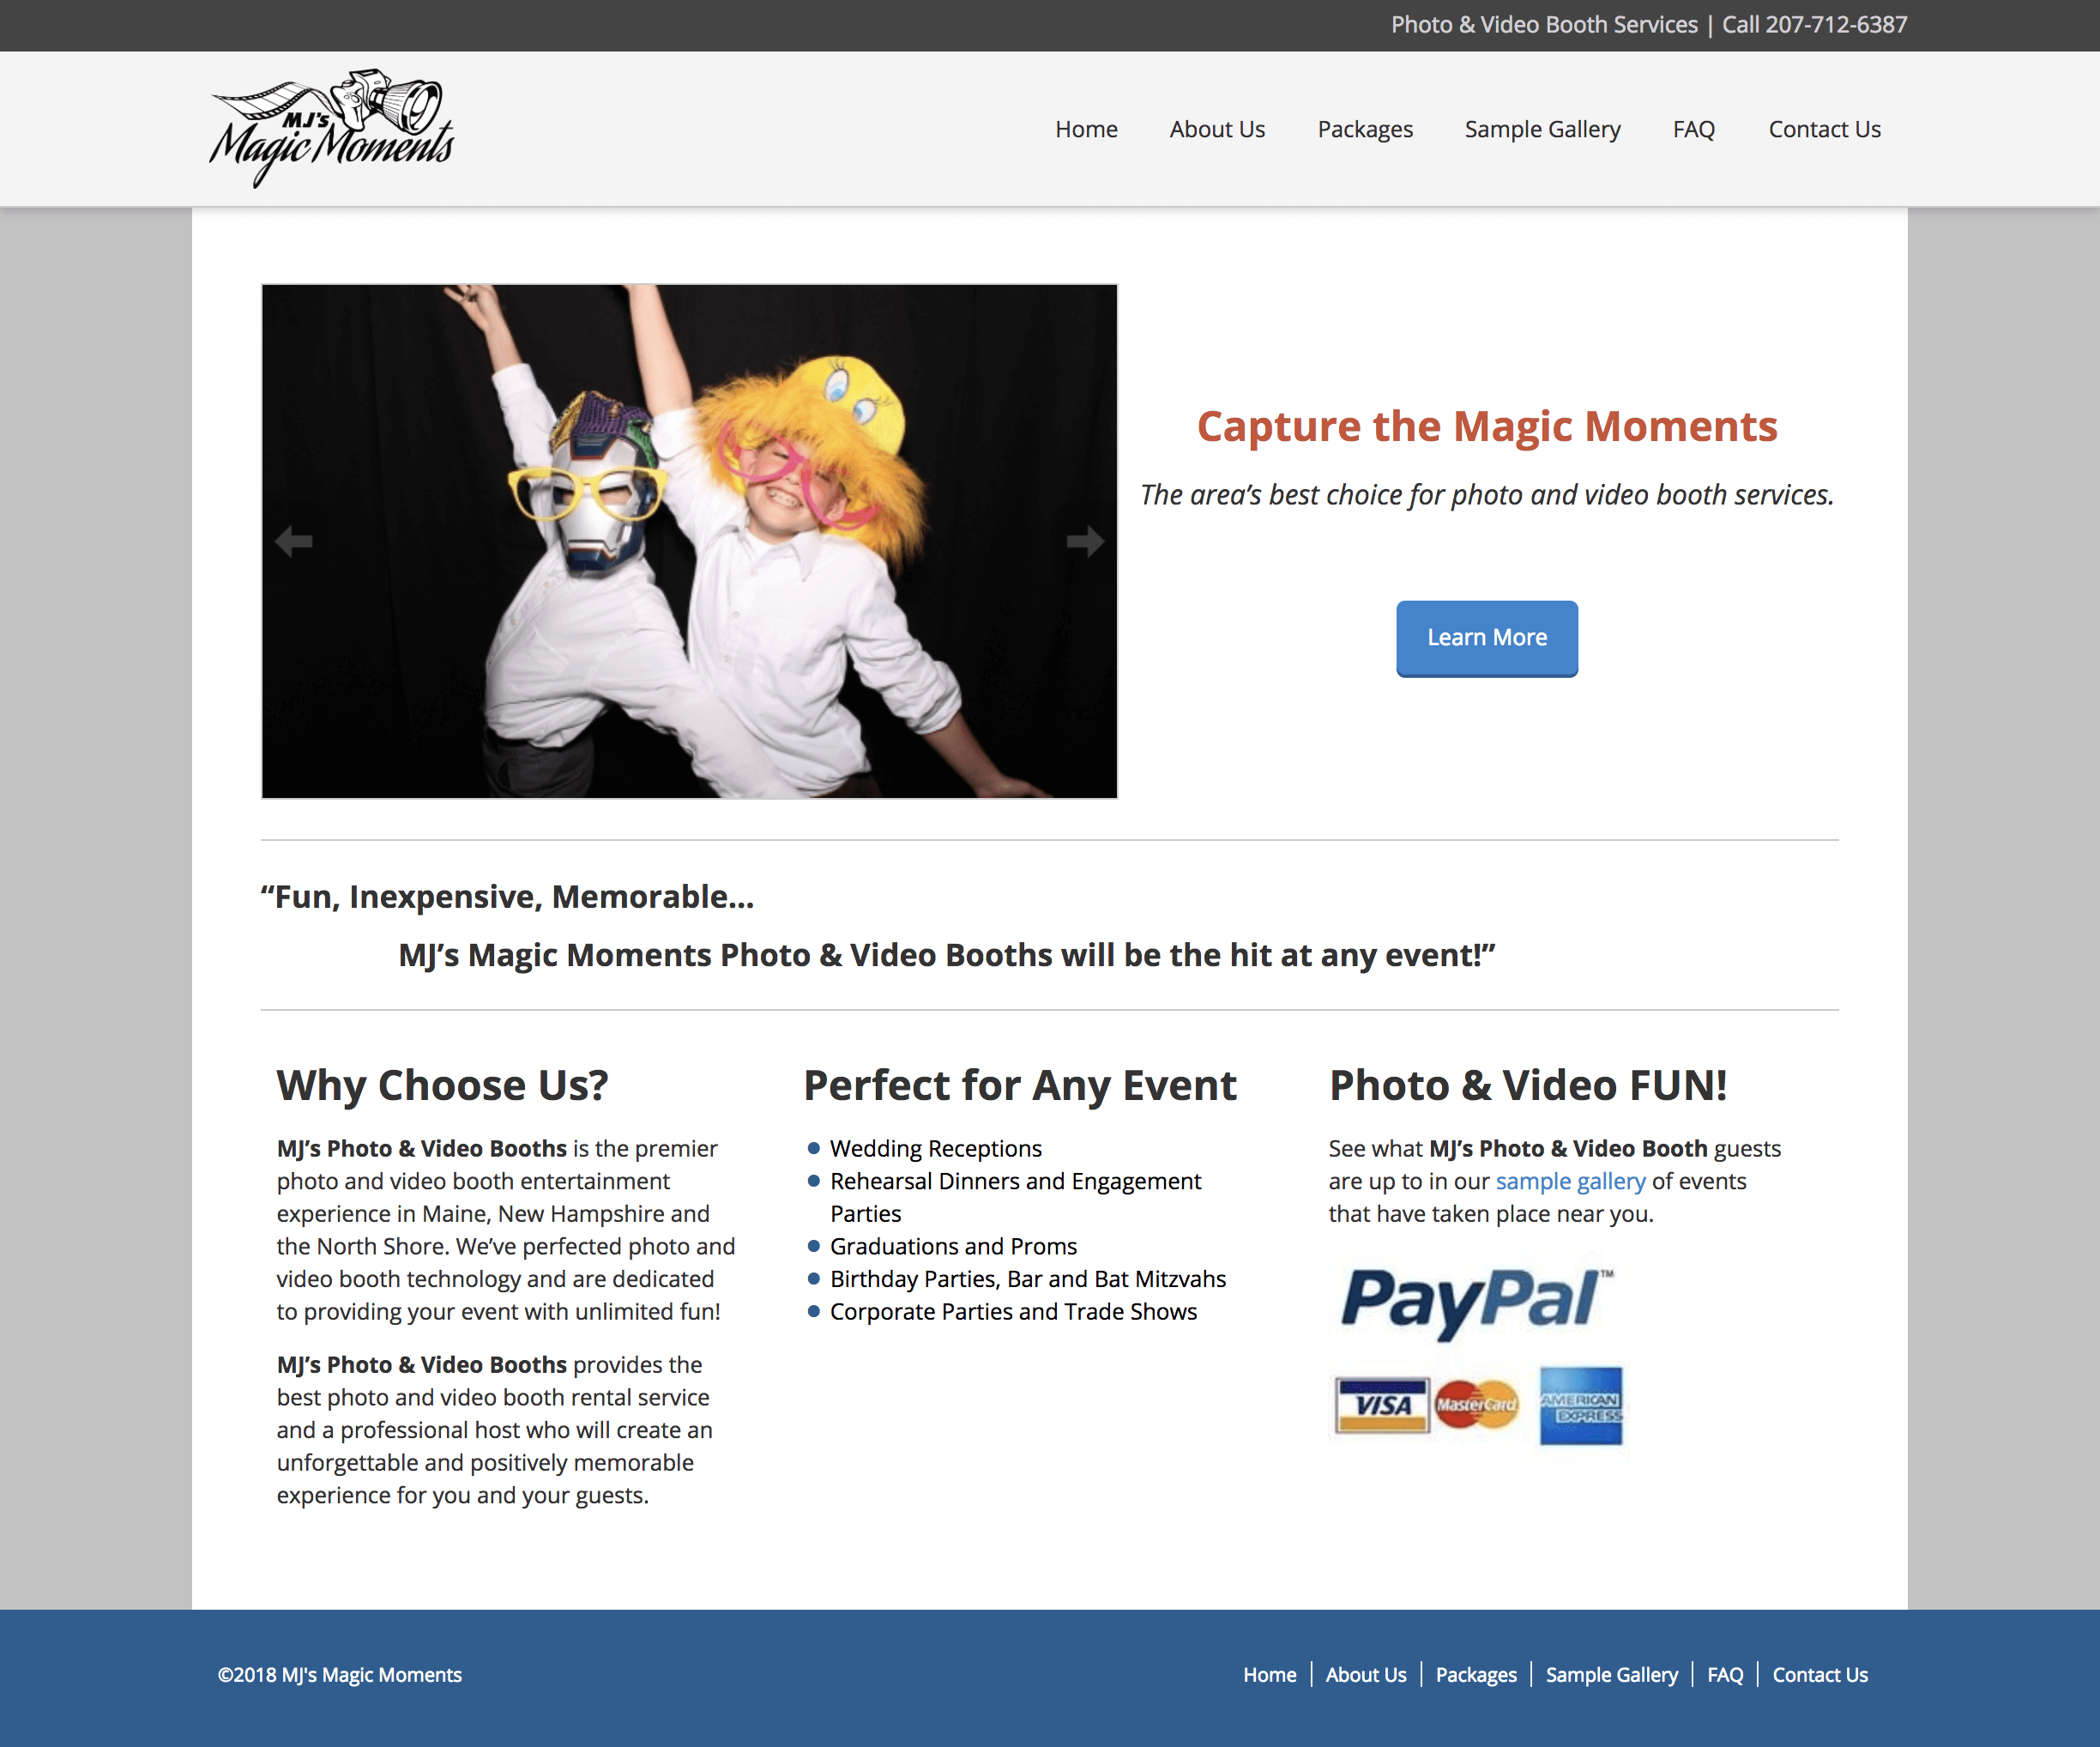 Photo & Video Booth Services | Call 207-712-6387
MJ's
Magic Moments
Home About Us Packages Sample Gallery FAQ Contact Us
Capture the Magic Moments
The area’s best choice for photo and video booth services.
Learn More
“Fun, Inexpensive, Memorable…
MJ’s Magic Moments Photo & Video Booths will be the hit at any event!”
Why Choose Us?
MJ’s Photo & Video Booths is the premier
photo and video booth entertainment
experience in Maine, New Hampshire and
the North Shore. We’ve perfected photo and
video booth technology and are dedicated
to providing your event with unlimited fun!
MJ’s Photo & Video Booths provides the
best photo and video booth rental service
and a professional host who will create an
unforgettable and positively memorable
experience for you and your guests.
Perfect for Any Event
Wedding Receptions
Rehearsal Dinners and Engagement
Parties
Graduations and Proms
Birthday Parties, Bar and Bat Mitzvahs
Corporate Parties and Trade Shows
Photo & Video FUN!
See what MJ’s Photo & Video Booth guests
are up to in our sample gallery of events
that have taken place near you.
PayPal™
VISA MasterCard AMERICAN EXPRESS
©2018 MJ's Magic Moments
Home | About Us | Packages | Sample Gallery | FAQ | Contact Us